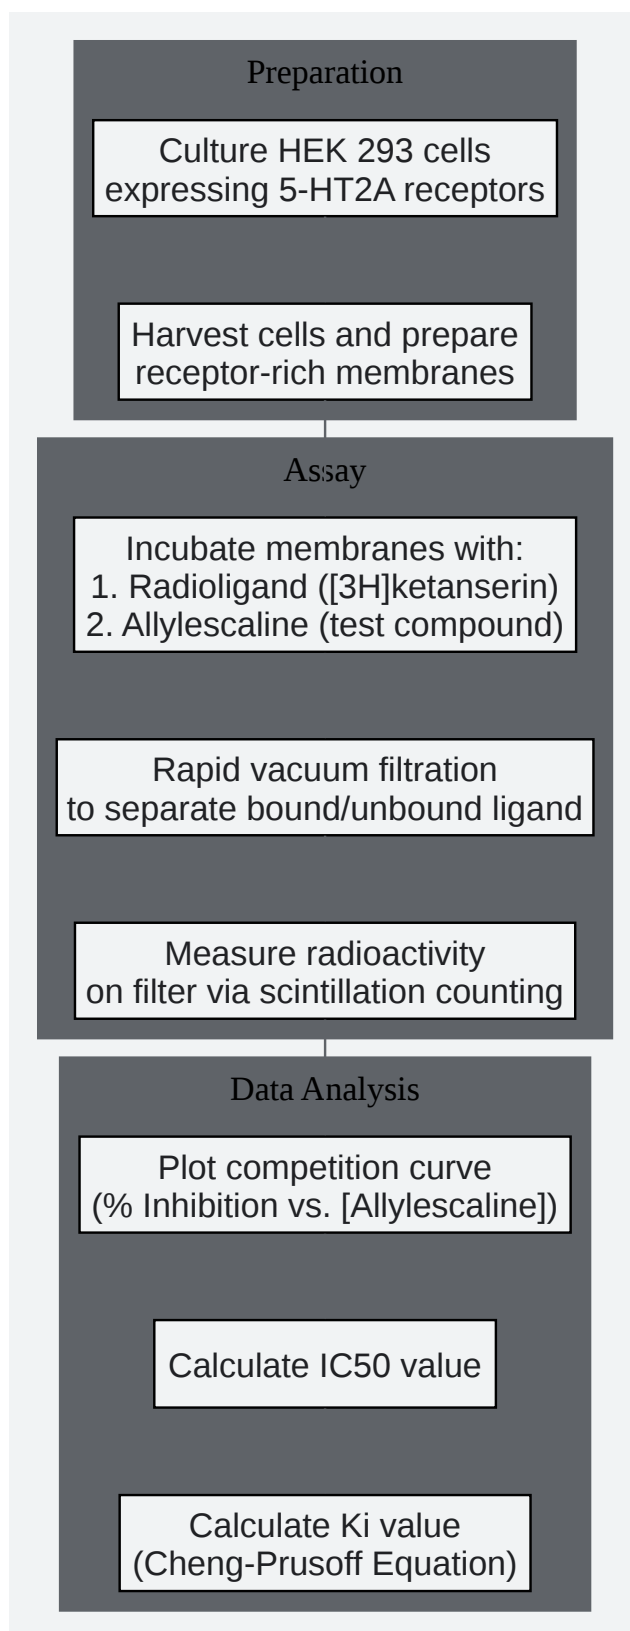 Preparation
Culture HEK 293 cells
expressing 5-HT2A receptors
Harvest cells and prepare
receptor-rich membranes
Assay
Incubate membranes with:
1. Radioligand ([3H]ketanserin)
2. Allylescaline (test compound)
Rapid vacuum filtration
to separate bound/unbound ligand
Measure radioactivity
on filter via scintillation counting
Data Analysis
Plot competition curve
(% Inhibition vs. [Allylescaline])
Calculate IC50 value
Calculate Ki value
(Cheng-Prusoff Equation)